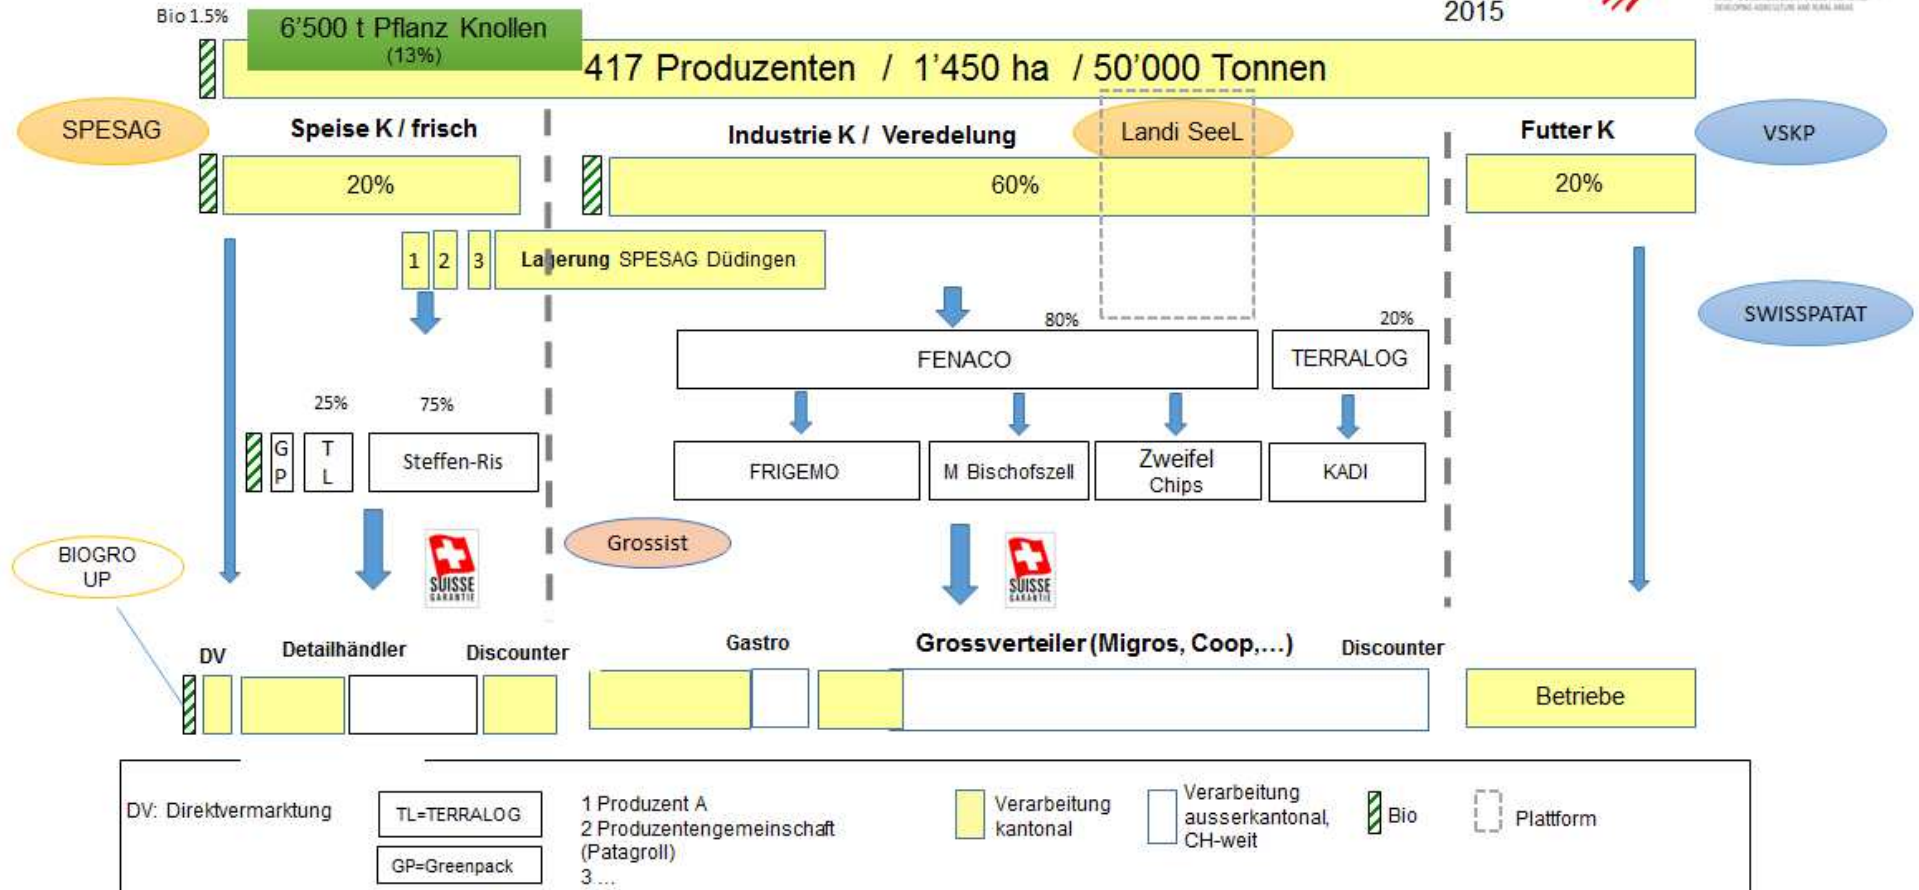 Bio 1.5%
2015
6’500 t Pflanz Knollen
(13%)
417 Produzenten / 1’450 ha / 50’000 Tonnen
SPESAG
Speise K / frisch
Industrie K / Veredelung
Landi SeeL
Futter K
VSKP
20%
60%
20%
1
2
3
Lagerung SPESAG Düdingen
SWISSPATAT
80%
20%
FENACO
TERRALOG
25%
75%
G
P
T
L
Steffen-Ris
FRIGEMO
M Bischofszell
Zweifel
Chips
KADI
SUISSE
GARANTIE
Grossist
SUISSE
GARANTIE
BIOGRO
UP
DV
Detailhändler
Discounter
Gastro
Grossverteiler (Migros, Coop,…)
Discounter
Betriebe
DV: Direktvermarktung
TL=TERRALOG
GP=Greenpack
1 Produzent A
2 Produzentengemeinschaft
(Patagroll)
3 ...
Verarbeitung
kantonal
Verarbeitung
ausserkantonal,
CH-weit
Bio
Plattform